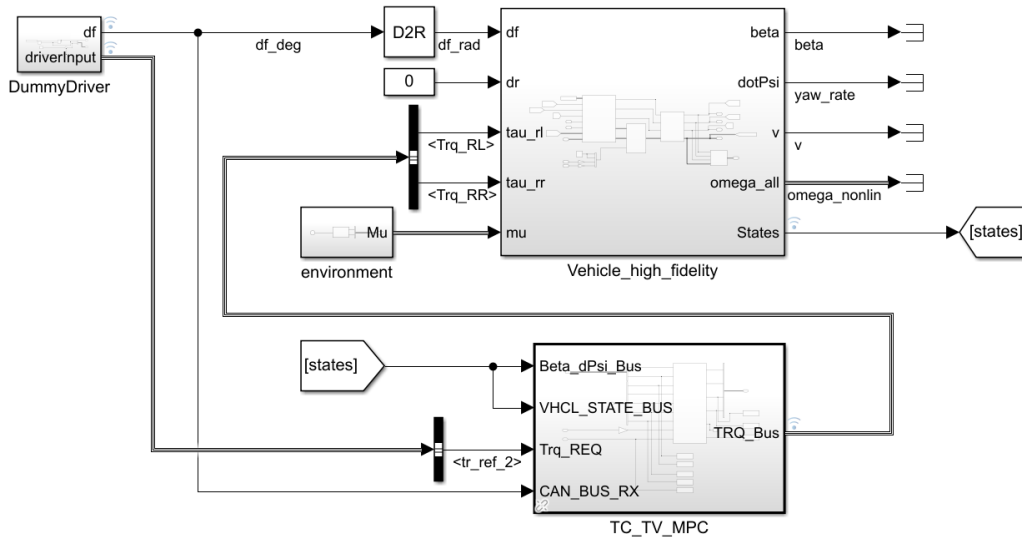 df
driverInput
DummyDriver
df_deg
D2R
df_rad
0
<Trq_RL>
<Trq_RR>
Mu
environment
df
dr
tau_rl
tau_rr
mu
beta
dotPsi
v
omega_all
States
Vehicle_high_fidelity
beta
yaw_rate
v
omega_nonlin
[states]
[states]
<tr_ref_2>
Beta_dPsi_Bus
VHCL_STATE_BUS
Trq_REQ
CAN_BUS_RX
TRQ_Bus
TC_TV_MPC